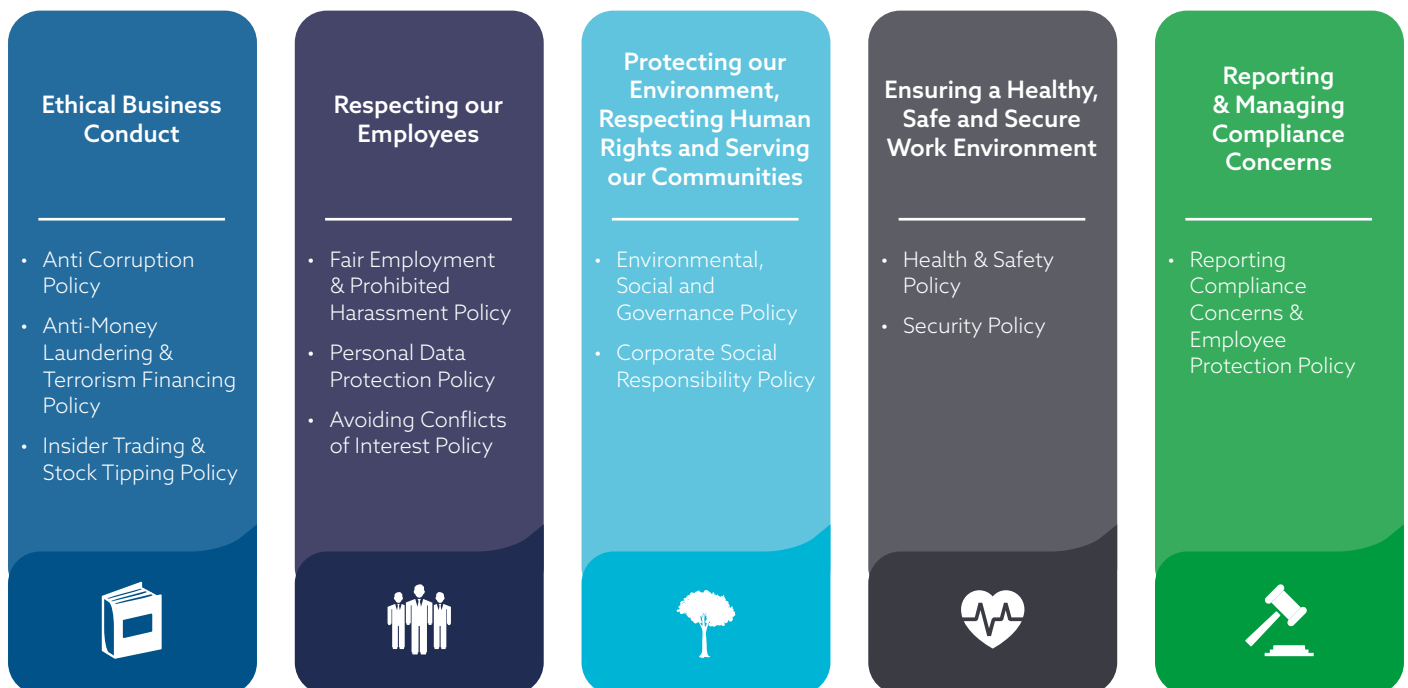 Ethical Business
Conduct
• Anti Corruption
Policy
• Anti-Money
Laundering &
Terrorism Financing
Policy
• Insider Trading &
Stock Tipping Policy
Respecting our
Employees
• Fair Employment
& Prohibited
Harassment Policy
• Personal Data
Protection Policy
• Avoiding Conflicts
of Interest Policy
Protecting our
Environment,
Respecting Human
Rights and Serving
our Communities
• Environmental,
Social and
Governance Policy
• Corporate Social
Responsibility Policy
Ensuring a Healthy,
Safe and Secure
Work Environment
• Health & Safety
Policy
• Security Policy
Reporting
& Managing
Compliance
Concerns
• Reporting
Compliance
Concerns &
Employee
Protection Policy